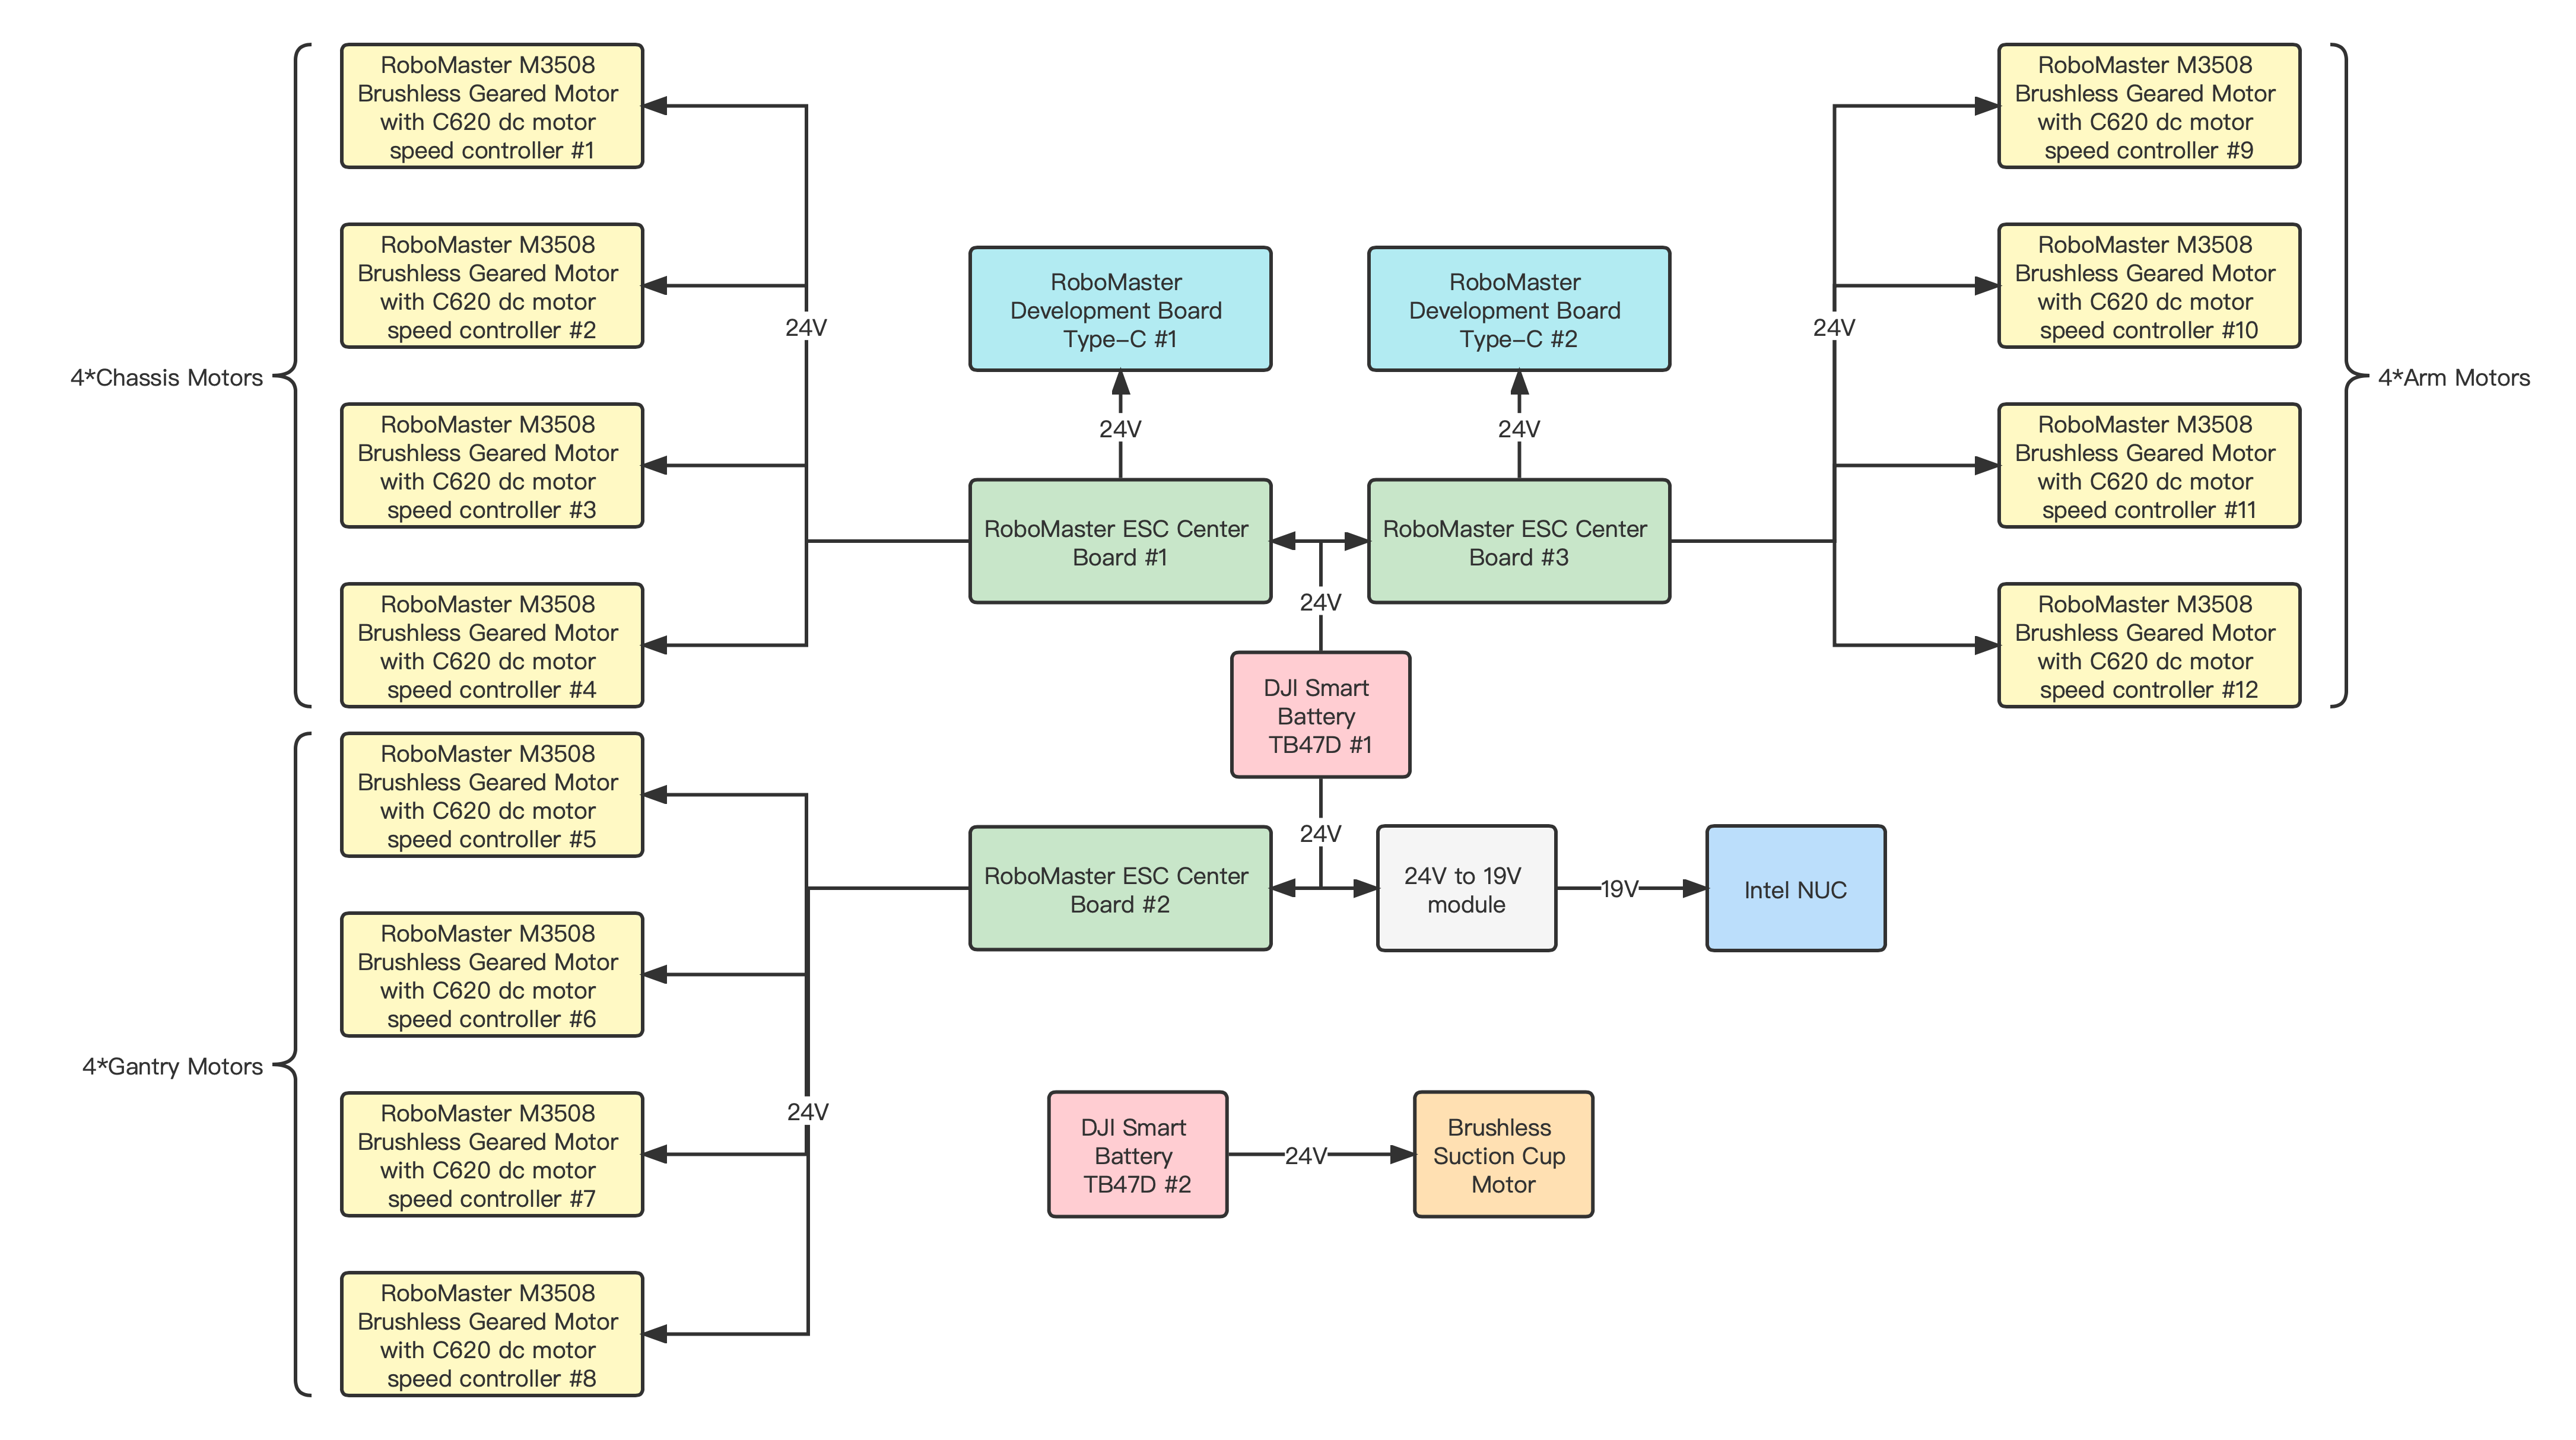 RoboMaster M3508
Brushless Geared Motor
with C620 dc motor
speed controller #1
RoboMaster M3508
Brushless Geared Motor
with C620 dc motor
speed controller #2
RoboMaster M3508
Brushless Geared Motor
with C620 dc motor
speed controller #3
RoboMaster M3508
Brushless Geared Motor
with C620 dc motor
speed controller #4
4*Chassis Motors
24V
RoboMaster
Development Board
Type-C #1
24V
RoboMaster ESC Center
Board #1
RoboMaster
Development Board
Type-C #2
24V
RoboMaster ESC Center
Board #3
24V
DJI Smart
Battery
TB47D #1
24V
24V
RoboMaster M3508
Brushless Geared Motor
with C620 dc motor
speed controller #9
RoboMaster M3508
Brushless Geared Motor
with C620 dc motor
speed controller #10
RoboMaster M3508
Brushless Geared Motor
with C620 dc motor
speed controller #11
RoboMaster M3508
Brushless Geared Motor
with C620 dc motor
speed controller #12
4*Arm Motors
RoboMaster M3508
Brushless Geared Motor
with C620 dc motor
speed controller #5
RoboMaster M3508
Brushless Geared Motor
with C620 dc motor
speed controller #6
RoboMaster M3508
Brushless Geared Motor
with C620 dc motor
speed controller #7
RoboMaster M3508
Brushless Geared Motor
with C620 dc motor
speed controller #8
4*Gantry Motors
24V
RoboMaster ESC Center
Board #2
24V to 19V
module
19V
Intel NUC
DJI Smart
Battery
TB47D #2
24V
Brushless
Suction Cup
Motor